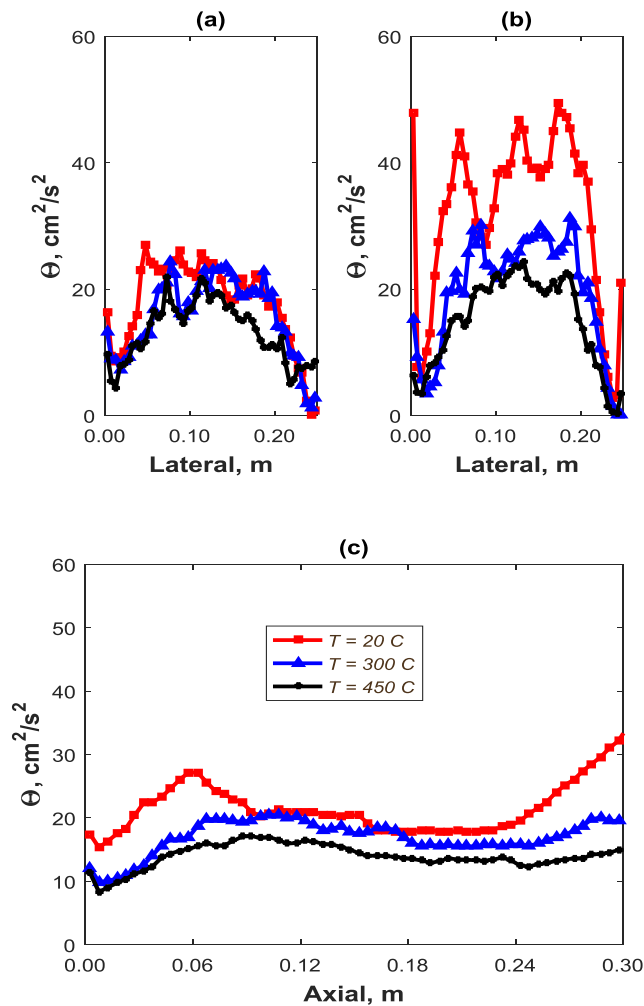 (a)
(b)
60
40
20
0
Θ, cm²/s²
0.00
0.10
0.20
Lateral, m
60
40
20
0
Θ, cm²/s²
0.00
0.10
0.20
Lateral, m
(c)
60
50
40
30
20
10
0
Θ, cm²/s²
T = 20 C
T = 300 C
T = 450 C
0.00
0.06
0.12
0.18
0.24
0.30
Axial, m